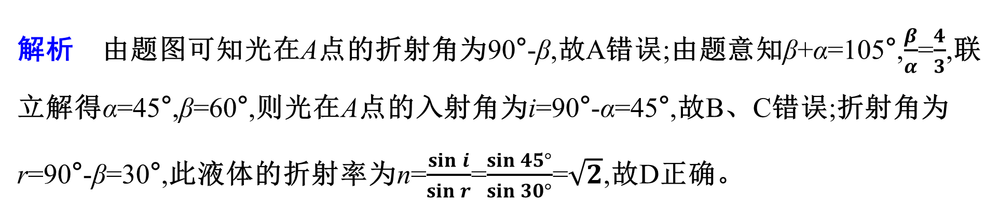 解析　由题图可知光在A点的折射角为90°-β,故A错误;由题意知β+α=105°,β/α=4/3,联
立解得α=45°,β=60°,则光在A点的入射角为i=90°-α=45°,故B、C错误;折射角为
r=90°-β=30°,此液体的折射率为n=sin i/sin r=sin 45°/sin 30°=√2,故D正确。